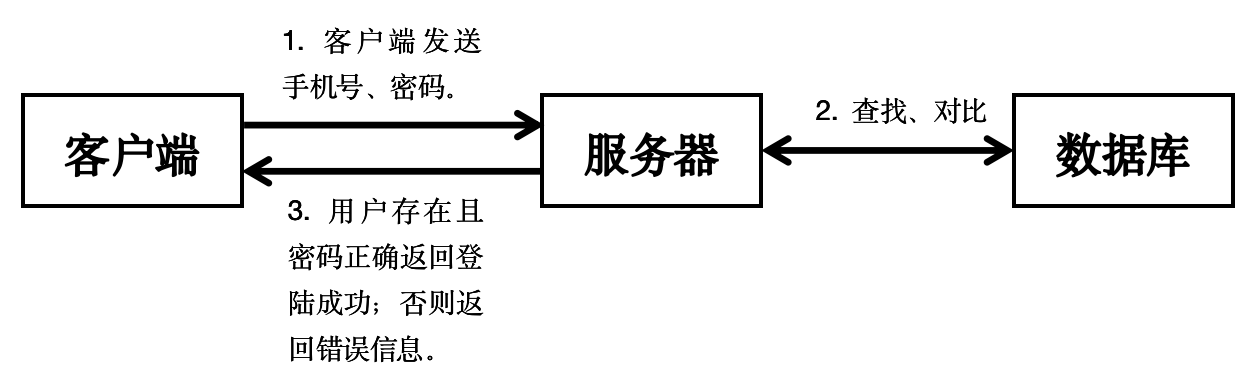 1. 客户端发送
手机号、密码。
客户端
服务器
2. 查找、对比
数据库
3. 用户存在且
密码正确返回登
陆成功；否则返
回错误信息。